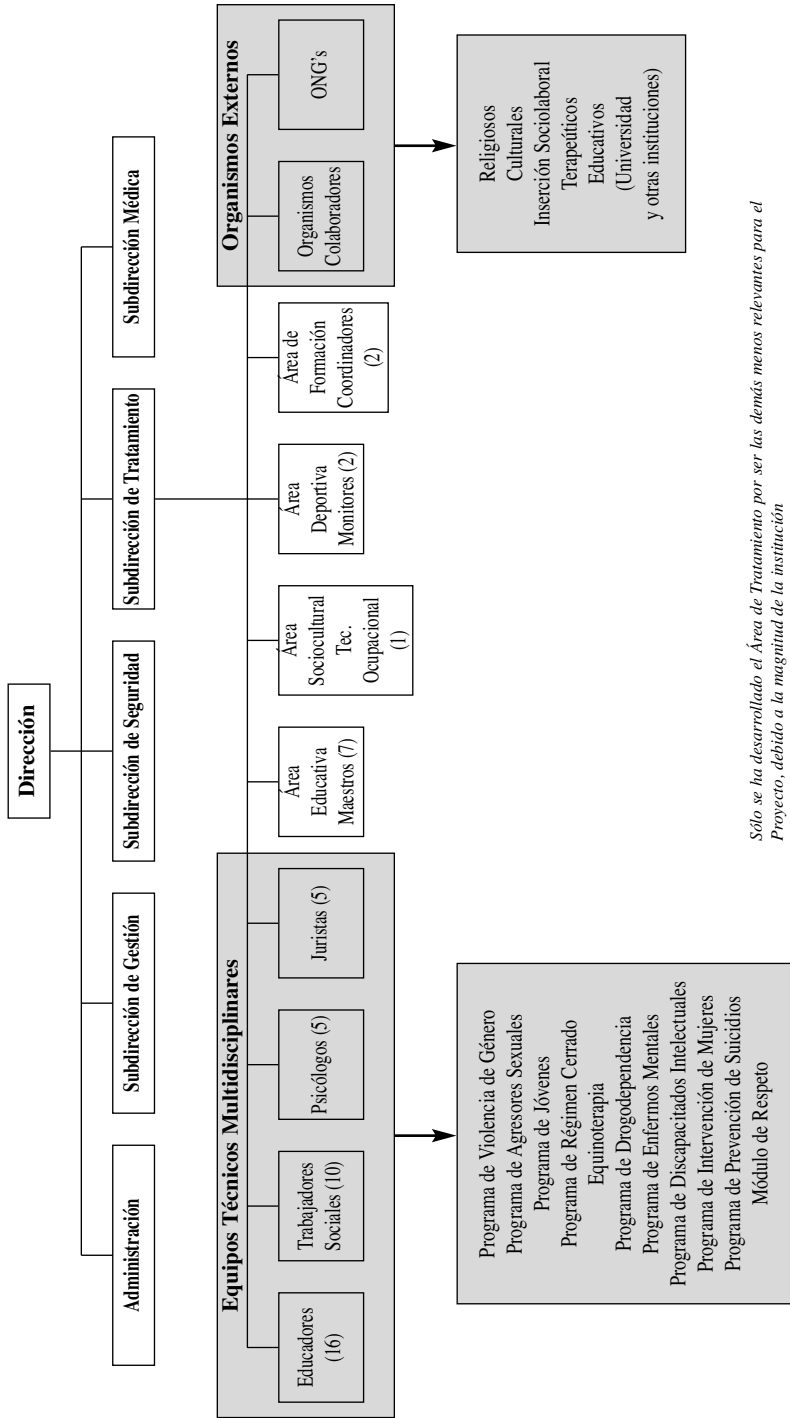 Dirección
Administración
Subdirección de Gestión
Subdirección de Seguridad
Subdirección de Tratamiento
Subdirección Médica
Equipos Técnicos Multidisciplinares
Educadores
(16)
Trabajadores
Sociales (10)
Psicólogos (5)
Juristas (5)
Área
Educativa
Maestros (7)
Área
Sociocultural
Tec.
Ocupacional
(1)
Área
Deportiva
Monitores (2)
Área de
Formación
Coordinadores
(2)
Organismos Externos
Organismos
Colaboradores
ONG's
Programa de Violencia de Género
Programa de Agresores Sexuales
Programa de Jóvenes
Programa de Régimen Cerrado
Equinoterapia
Programa de Drogodependencia
Programa de Enfermos Mentales
Programa de Discapacitados Intelectuales
Programa de Intervención de Mujeres
Programa de Prevención de Suicidios
Módulo de Respeto
Religiosos
Culturales
Inserción Sociolaboral
Terapeúticos
Educativos
(Universidad
y otras instituciones)
Sólo se ha desarrollado el Área de Tratamiento por ser las demás menos relevantes para el
Proyecto, debido a la magnitud de la institución